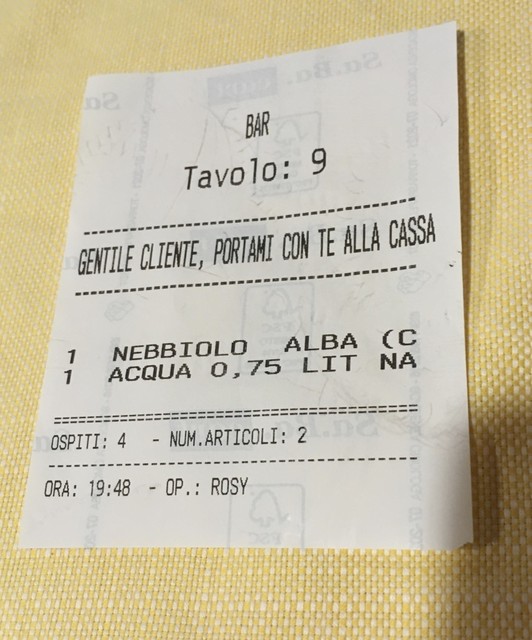 BAR
Tavolo: 9
GENTILE CLIENTE, PORTAMI CON TE ALLA CASSA
1 NEBBIOLO ALBA (C
1 ACQUA 0,75 LIT NA
OSPITI: 4 - NUM.ARTICOLI: 2
ORA: 19:48 - OP.: ROSY